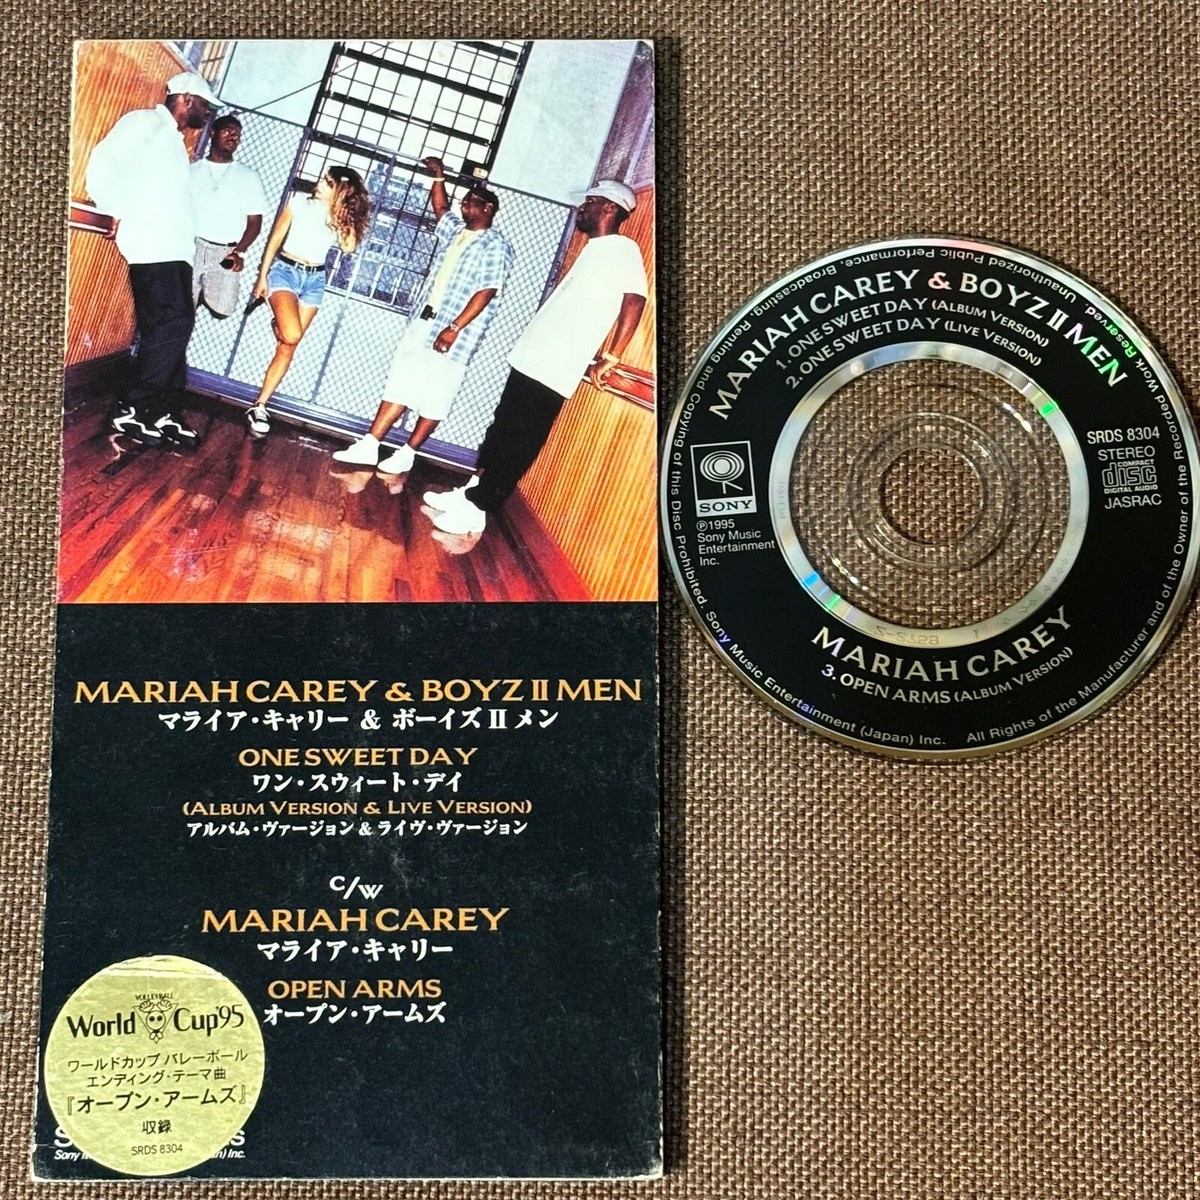 MARIAH CAREY & BOYZ II MEN
マライア・キャリー & ボーイズ II メン
ONE SWEET DAY
ワン・スウィート・デイ
(ALBUM VERSION & LIVE VERSION)
アルバム・ヴァージョン & ライヴ・ヴァージョン
c/w
MARIAH CAREY
マライア・キャリー
OPEN ARMS
オープン・アームズ
VOLLEYBALL
World Cup'95
ワールドカップ バレーボール
エンディング・テーマ曲
『オープン・アームズ』
収録
SRDS 8304
Sony Inc.
MARIAH CAREY & BOYZ II MEN
1. ONE SWEET DAY (ALBUM VERSION)
2. ONE SWEET DAY (LIVE VERSION)
SONY
℗1995
Sony Music
Entertainment
Inc.
SRDS 8304
STEREO
COMPACT
disc
DIGITAL AUDIO
JASRAC
MARIAH CAREY
3. OPEN ARMS (ALBUM VERSION)
All Rights of the Manufacturer and of the Owner of the Recorded Work Reserved. Unauthorized Public Performance, Broadcasting, Renting and Copying of this Disc Prohibited. Sony Music Entertainment (Japan) Inc.